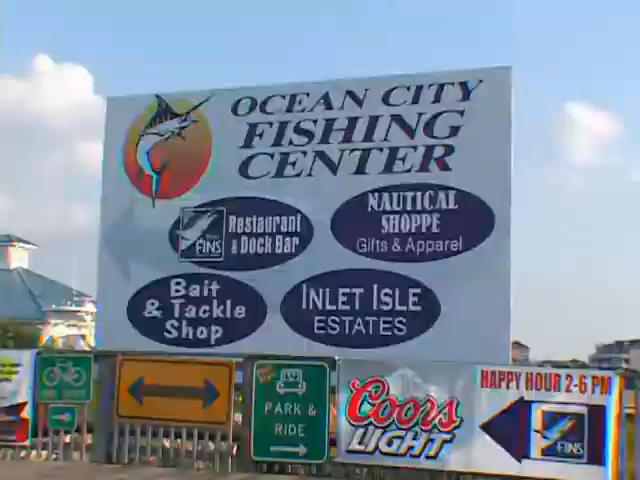 OCEAN CITY
FISHING
CENTER
FINS
Restaurant
& Dock Bar
NAUTICAL
SHOPPE
Gifts & Apparel
Bait
& Tackle
Shop
INLET ISLE
ESTATES
PARK &
RIDE
Coors
LIGHT
HAPPY HOUR 2-6 PM
FINS